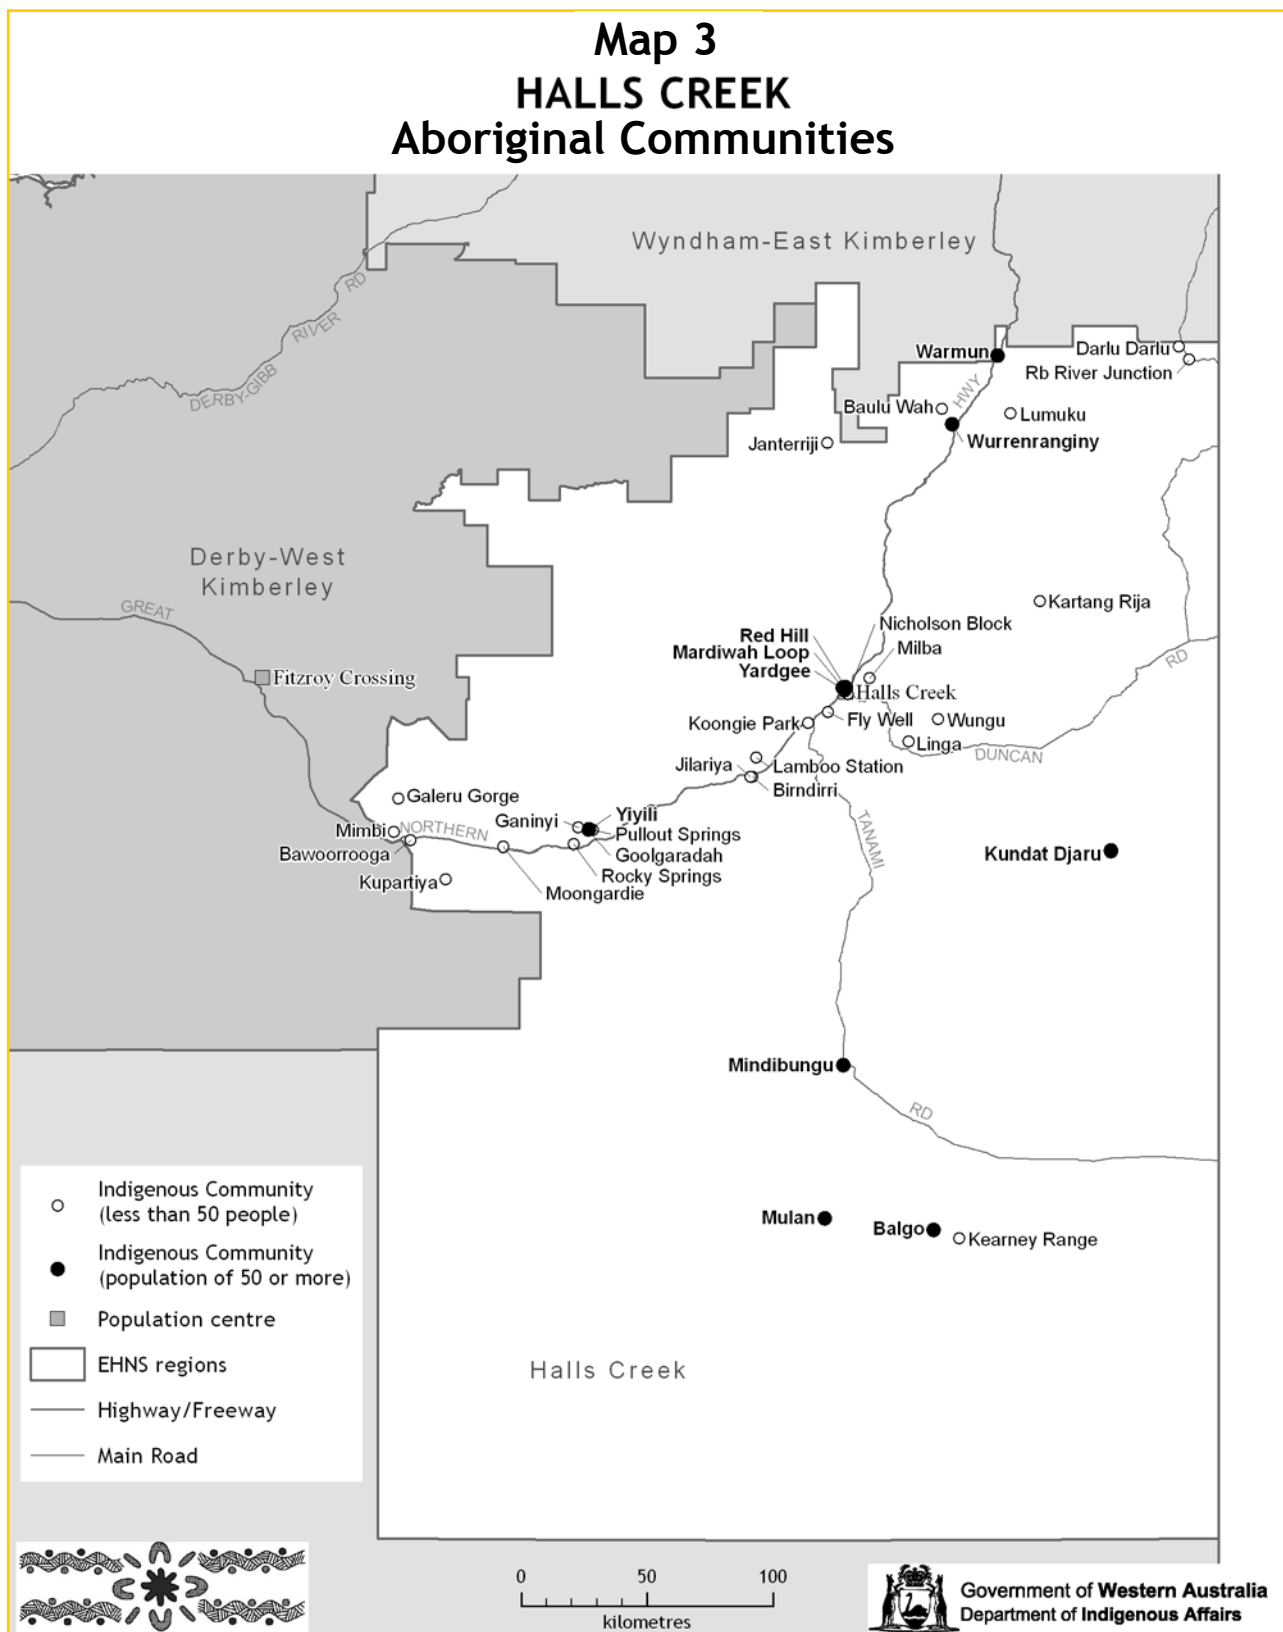 Map 3
HALLS CREEK
Aboriginal Communities
Wyndham-East Kimberley
RD
RIVER
DERBY-GIBB
Warmun
Darlu Darlu
Rb River Junction
HWY
Baulu Wah
Lumuku
Janterriji
Wurrenranginy
Derby-West
Kimberley
GREAT
Kartang Rija
Nicholson Block
Red Hill
Milba
Mardiwah Loop
Yardgee
RD
Fitzroy Crossing
Halls Creek
Koongie Park
Fly Well
Wungu
Linga
DUNCAN
Jilariya
Lamboo Station
Birndirri
Galeru Gorge
Ganinyi
Yiyili
Mimbi
NORTHERN
Pullout Springs
TANAMI
Bawoorrooga
Goolgaradah
Kundat Djaru
Rocky Springs
Kupartiya
Moongardie
Mindibungu
RD
Mulan
Balgo
Kearney Range
Halls Creek
Indigenous Community
(less than 50 people)
Indigenous Community
(population of 50 or more)
Population centre
EHNS regions
Highway/Freeway
Main Road
0 50 100
kilometres
Government of Western Australia
Department of Indigenous Affairs